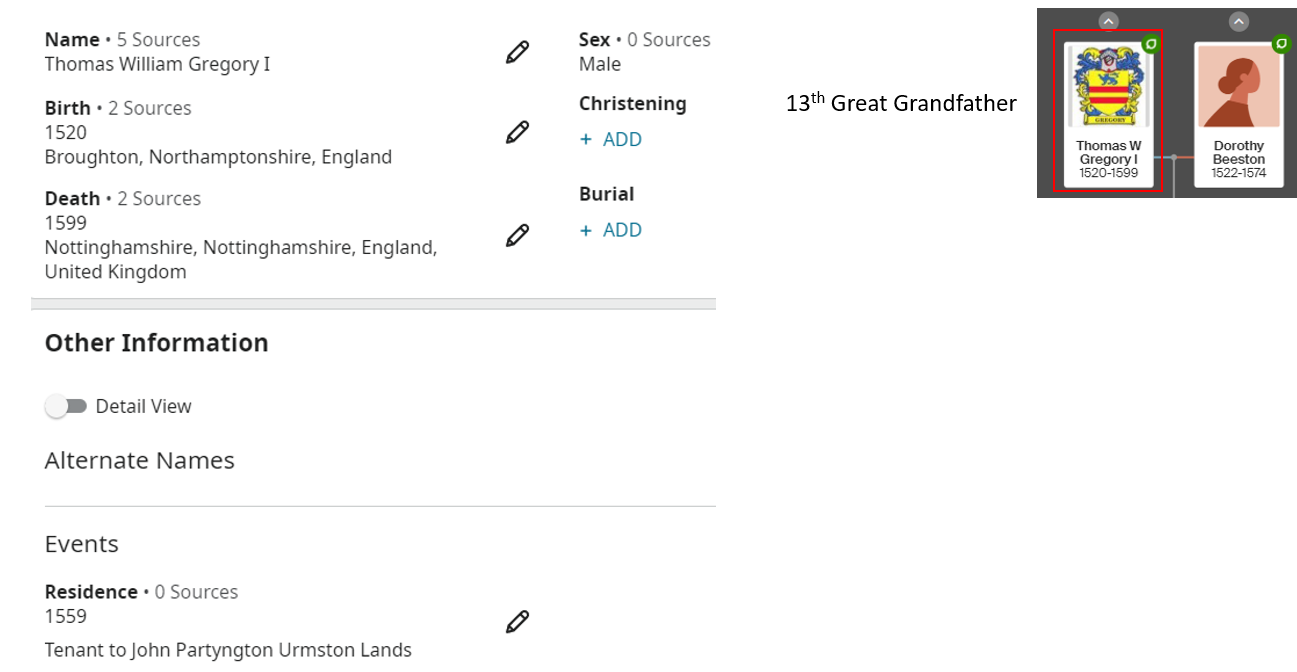 Name • 5 Sources
Thomas William Gregory I
Birth • 2 Sources
1520
Broughton, Northamptonshire, England
Death • 2 Sources
1599
Nottinghamshire, Nottinghamshire, England,
United Kingdom
Sex • 0 Sources
Male
Christening
+ ADD
Burial
+ ADD
13th Great Grandfather
GREGORY
Thomas W
Gregory I
1520-1599
Dorothy
Beeston
1522-1574
Other Information
Detail View
Alternate Names
Events
Residence • 0 Sources
1559
Tenant to John Partyngton Urmston Lands